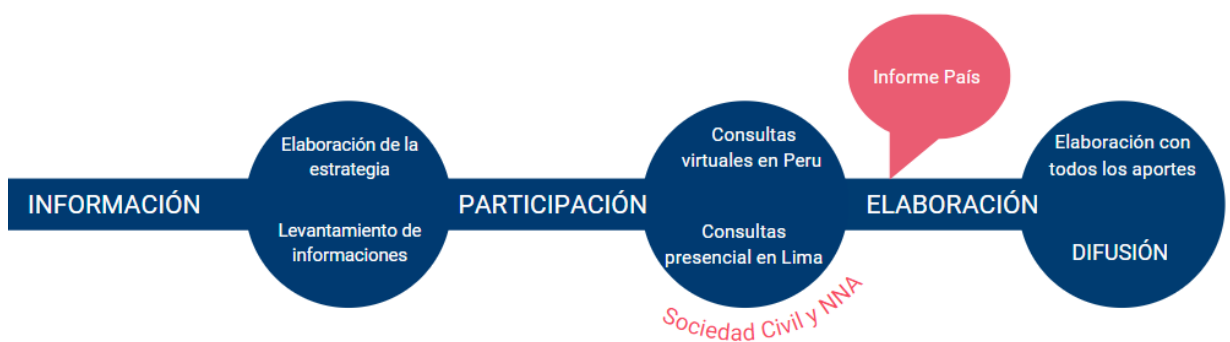 INFORMACIÓN
Elaboración de la
estrategia
Levantamiento de
informaciones
PARTICIPACIÓN
Consultas
virtuales en Peru
Consultas
presencial en Lima
Sociedad Civil y NNA
Informe País
ELABORACIÓN
Elaboración con
todos los aportes
DIFUSIÓN